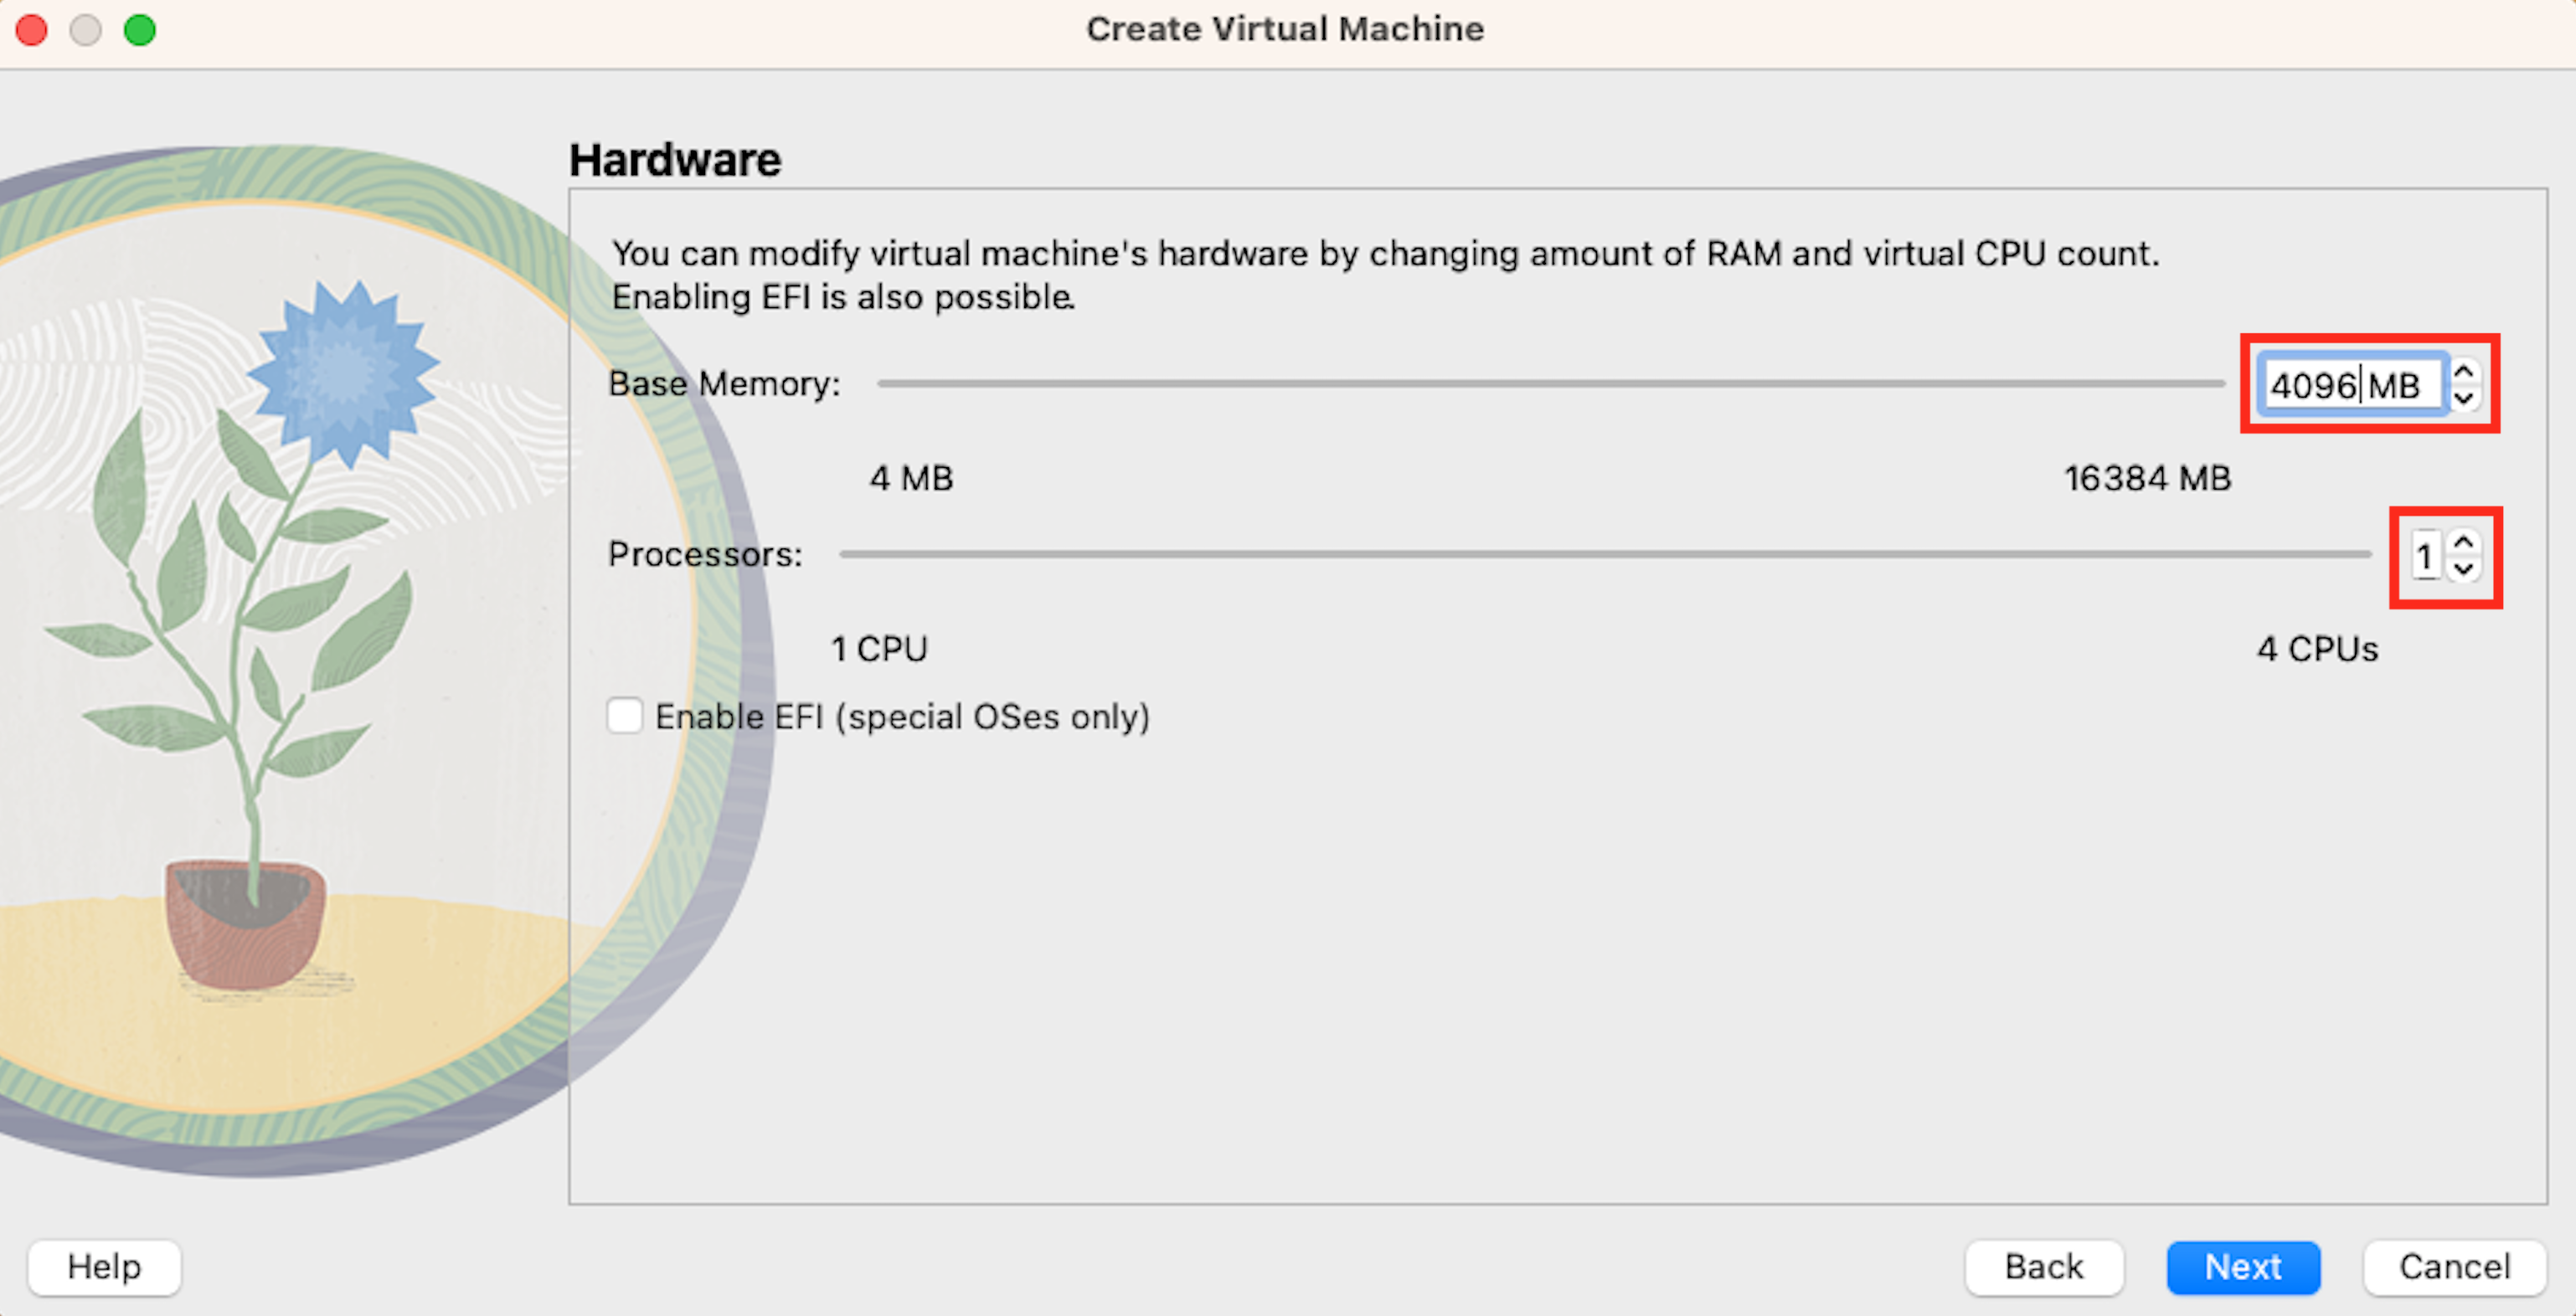 Create Virtual Machine
Hardware
You can modify virtual machine's hardware by changing amount of RAM and virtual CPU count.
Enabling EFI is also possible.
Base Memory: 4096 MB
4 MB 16384 MB
Processors: 1
1 CPU 4 CPUs
Enable EFI (special OSes only)
Help Back Next Cancel